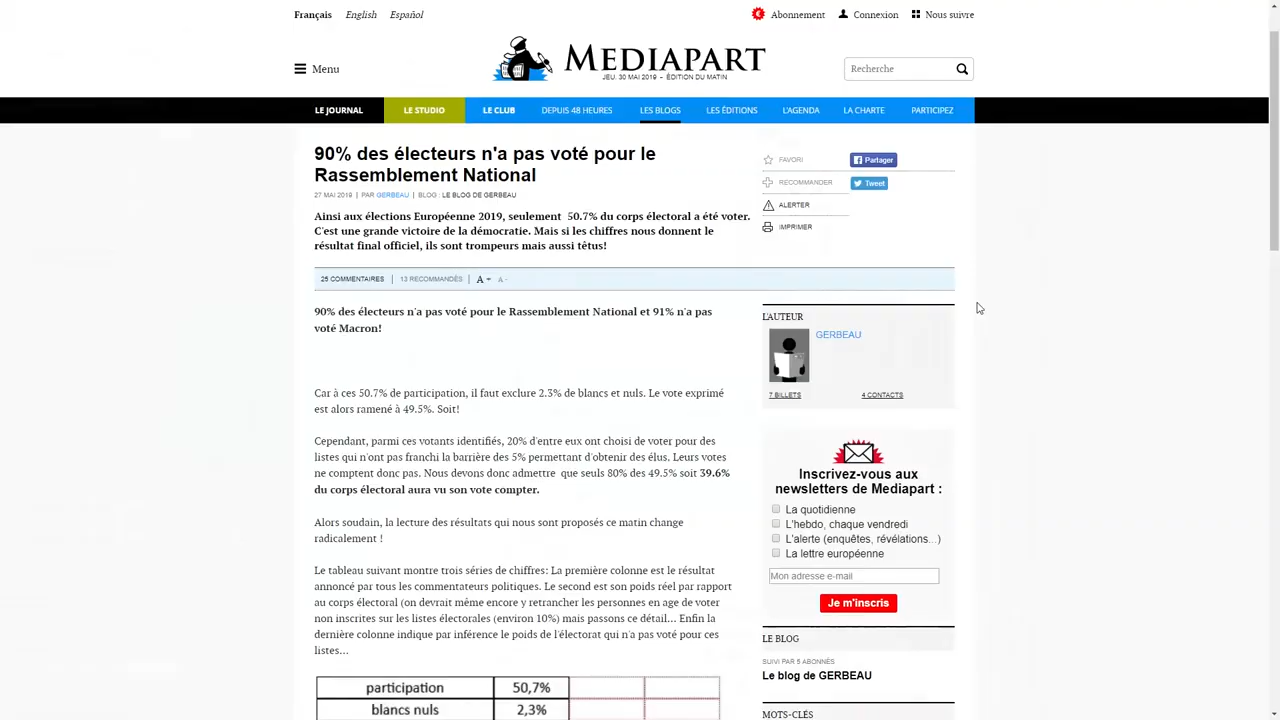 Français English Español
Abonnement Connexion Nous suivre
Menu
MEDIAPART
JEU. 30 MAI 2019 - ÉDITION DU MATIN
Recherche
LE JOURNAL LE STUDIO LE CLUB DEPUIS 48 HEURES LES BLOGS LES ÉDITIONS L'AGENDA LA CHARTE PARTICIPEZ
90% des électeurs n'a pas voté pour le
Rassemblement National
27 MAI 2019 | PAR GERBEAU | BLOG : LE BLOG DE GERBEAU
Ainsi aux élections Européenne 2019, seulement 50.7% du corps électoral a été voter.
C'est une grande victoire de la démocratie. Mais si les chiffres nous donnent le
résultat final officiel, ils sont trompeurs mais aussi têtus!
FAVORI
Partager
RECOMMANDER
Tweet
ALERTER
IMPRIMER
25 COMMENTAIRES | 13 RECOMMANDÉS | A+ A-
90% des électeurs n'a pas voté pour le Rassemblement National et 91% n'a pas
voté Macron!
Car à ces 50.7% de participation, il faut exclure 2.3% de blancs et nuls. Le vote exprimé
est alors ramené à 49.5%. Soit!
Cependant, parmi ces votants identifiés, 20% d'entre eux ont choisi de voter pour des
listes qui n'ont pas franchi la barrière des 5% permettant d'obtenir des élus. Leurs votes
ne comptent donc pas. Nous devons donc admettre que seuls 80% des 49.5% soit 39.6%
du corps électoral aura vu son vote compter.
Alors soudain, la lecture des résultats qui nous sont proposés ce matin change
radicalement !
Le tableau suivant montre trois séries de chiffres: La première colonne est le résultat
annoncé par tous les commentateurs politiques. Le second est son poids réel par rapport
au corps électoral (on devrait même encore y retrancher les personnes en age de voter
non inscrites sur les listes électorales (environ 10%) mais passons ce détail... Enfin la
dernière colonne indique par inférence le poids de l'électorat qui n'a pas voté pour ces
listes...
participation 50,7%
blancs nuls 2,3%
L'AUTEUR
GERBEAU
7 BILLETS 4 CONTACTS
Inscrivez-vous aux
newsletters de Mediapart :
La quotidienne
L'hebdo, chaque vendredi
L'alerte (enquêtes, révélations...)
La lettre européenne
Mon adresse e-mail
Je m'inscris
LE BLOG
SUIVI PAR 5 ABONNÉS
Le blog de GERBEAU
MOTS-CLÉS